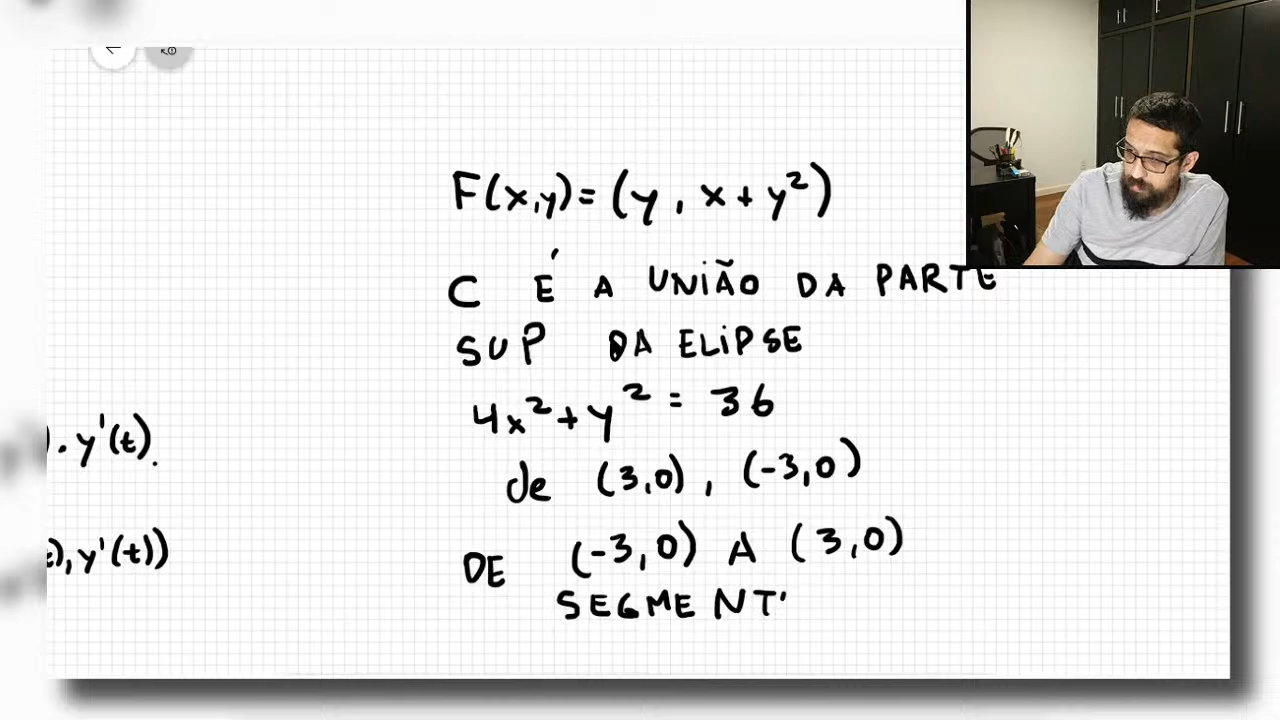 F(x,y)=(y, x+y²)
C É A UNIÃO DA PARTE
SUP DA ELIPSE
4x²+y²=36
). y'(t).
de (3,0), (-3,0)
DE (-3,0) A (3,0)
), y'(t))
SEGMENT